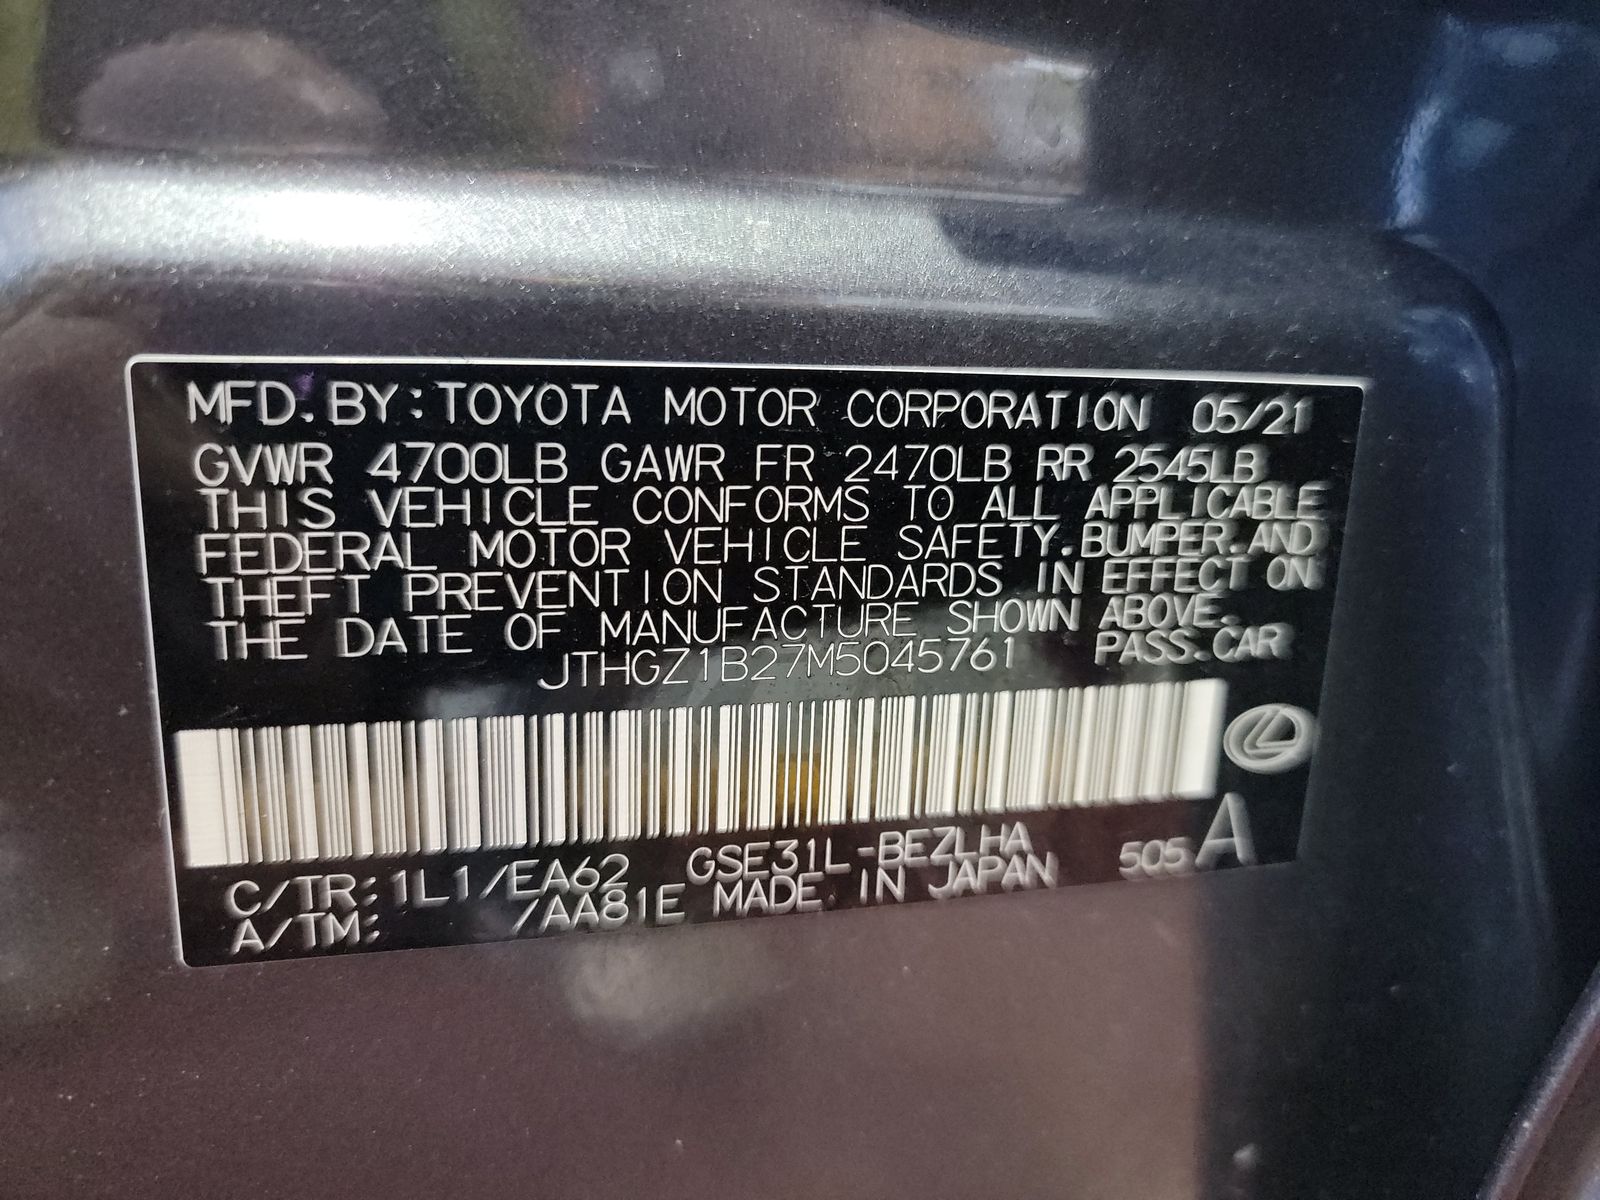 MFD. BY: TOYOTA MOTOR CORPORATION 05/21
GVWR 4700LB GAWR FR 2470LB RR 2545LB
THIS VEHICLE CONFORMS TO ALL APPLICABLE
FEDERAL MOTOR VEHICLE SAFETY. BUMPER. AND
THEFT PREVENTION STANDARDS IN EFFECT ON
THE DATE OF MANUFACTURE SHOWN ABOVE.
JTHGZ1B27M5045761 PASS. CAR
C/TR: 1L1/EA62 GSE31L-BEZLHA 505 A
A/TM: /AA81E MADE IN JAPAN